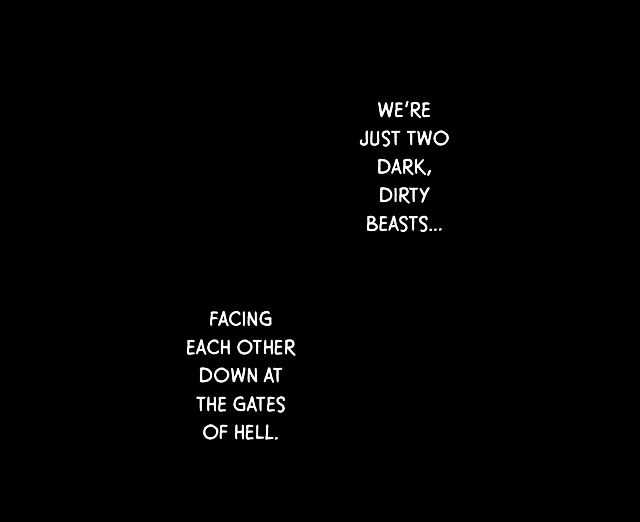 WE'RE
JUST TWO
DARK,
DIRTY
BEASTS...
FACING
EACH OTHER
DOWN AT
THE GATES
OF HELL.